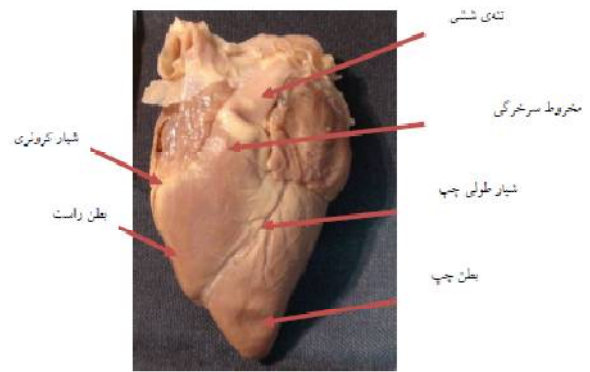 تنه‌ی ششی
مخروط سرخرگی
شیار کرونری
شیار طولی چپ
بطن راست
بطن چپ